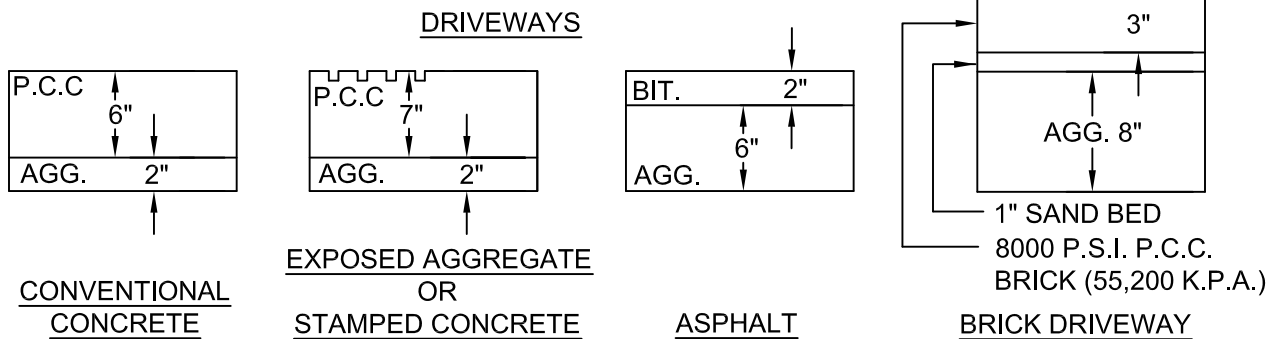 DRIVEWAYS
P.C.C
6"
AGG.
2"
CONVENTIONAL
CONCRETE
P.C.C
7"
AGG.
2"
EXPOSED AGGREGATE
OR
STAMPED CONCRETE
BIT.
2"
6"
AGG.
ASPHALT
3"
AGG. 8"
1" SAND BED
8000 P.S.I. P.C.C.
BRICK (55,200 K.P.A.)
BRICK DRIVEWAY